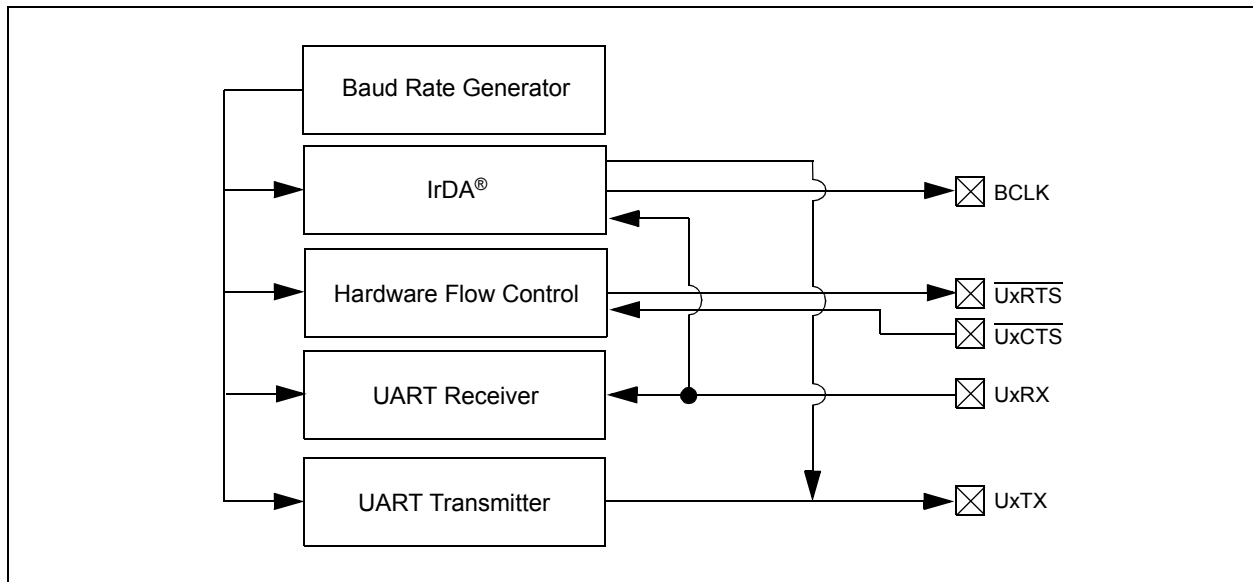 Baud Rate Generator
IrDA®
BCLK
Hardware Flow Control
UxRTS
UxCTS
UART Receiver
UxRX
UART Transmitter
UxTX